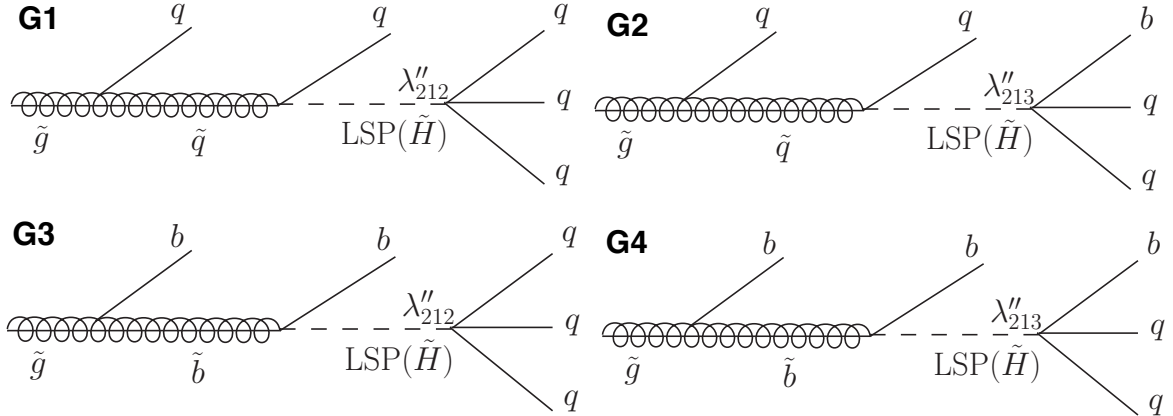 G1
q
q
q
λ''₂₁₂
q
g̃
q̃
LSP(H̃)
q
G2
q
q
b
λ''₂₁₃
q
g̃
q̃
LSP(H̃)
q
G3
b
b
q
λ''₂₁₂
q
g̃
b̃
LSP(H̃)
q
G4
b
b
b
λ''₂₁₃
q
g̃
b̃
LSP(H̃)
q